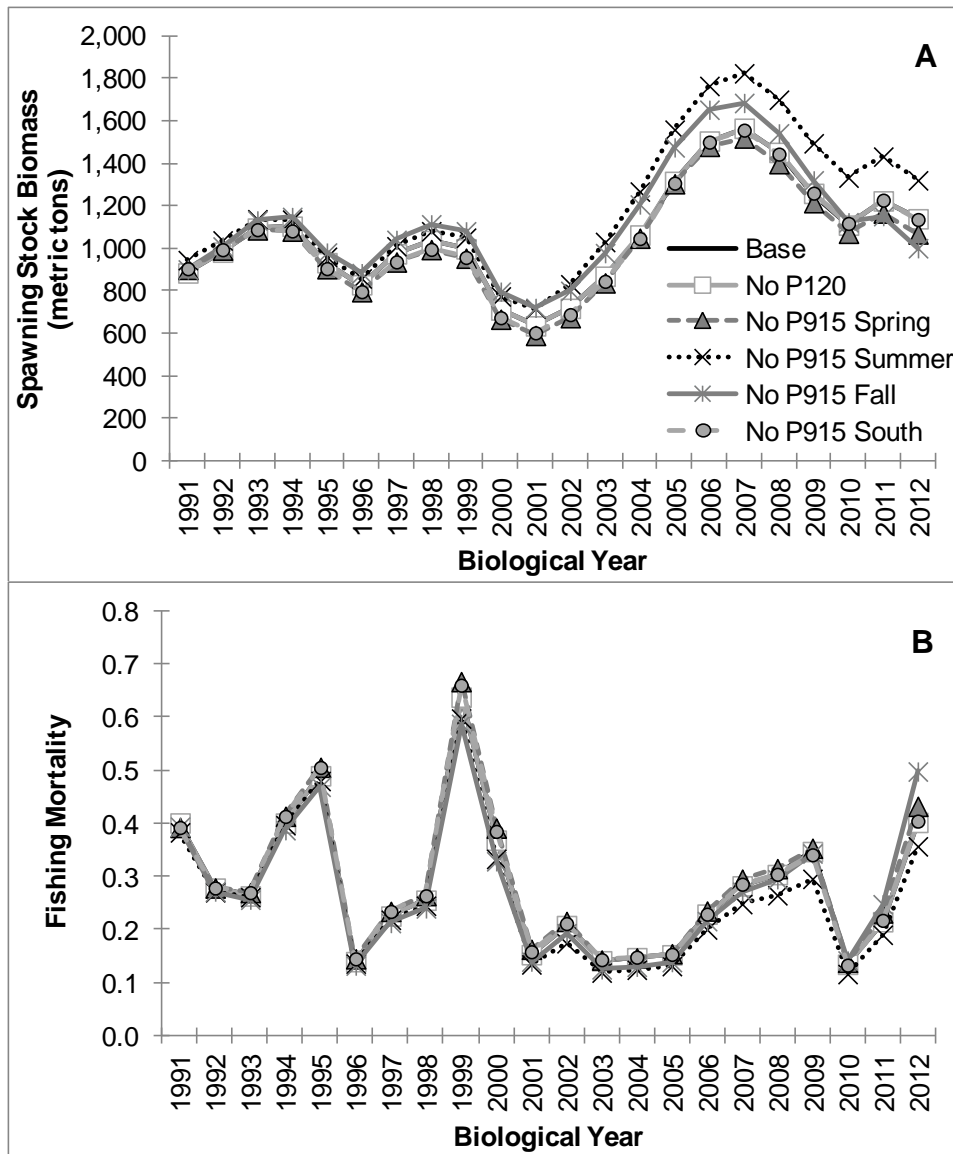 A
2,000
1,800
1,600
1,400
1,200
1,000
800
600
400
200
0
Spawning Stock Biomass
(metrictons)
Base
No P120
No P915 Spring
No P915 Summer
No P915 Fall
No P915 South
1991 1992 1993 1994 1995 1996 1997 1998 1999 2000 2001 2002 2003 2004 2005 2006 2007 2008 2009 2010 2011 2012
Biological Year
B
0.8
0.7
0.6
0.5
0.4
0.3
0.2
0.1
0.0
Fishing Mortality
1991 1992 1993 1994 1995 1996 1997 1998 1999 2000 2001 2002 2003 2004 2005 2006 2007 2008 2009 2010 2011 2012
Biological Year